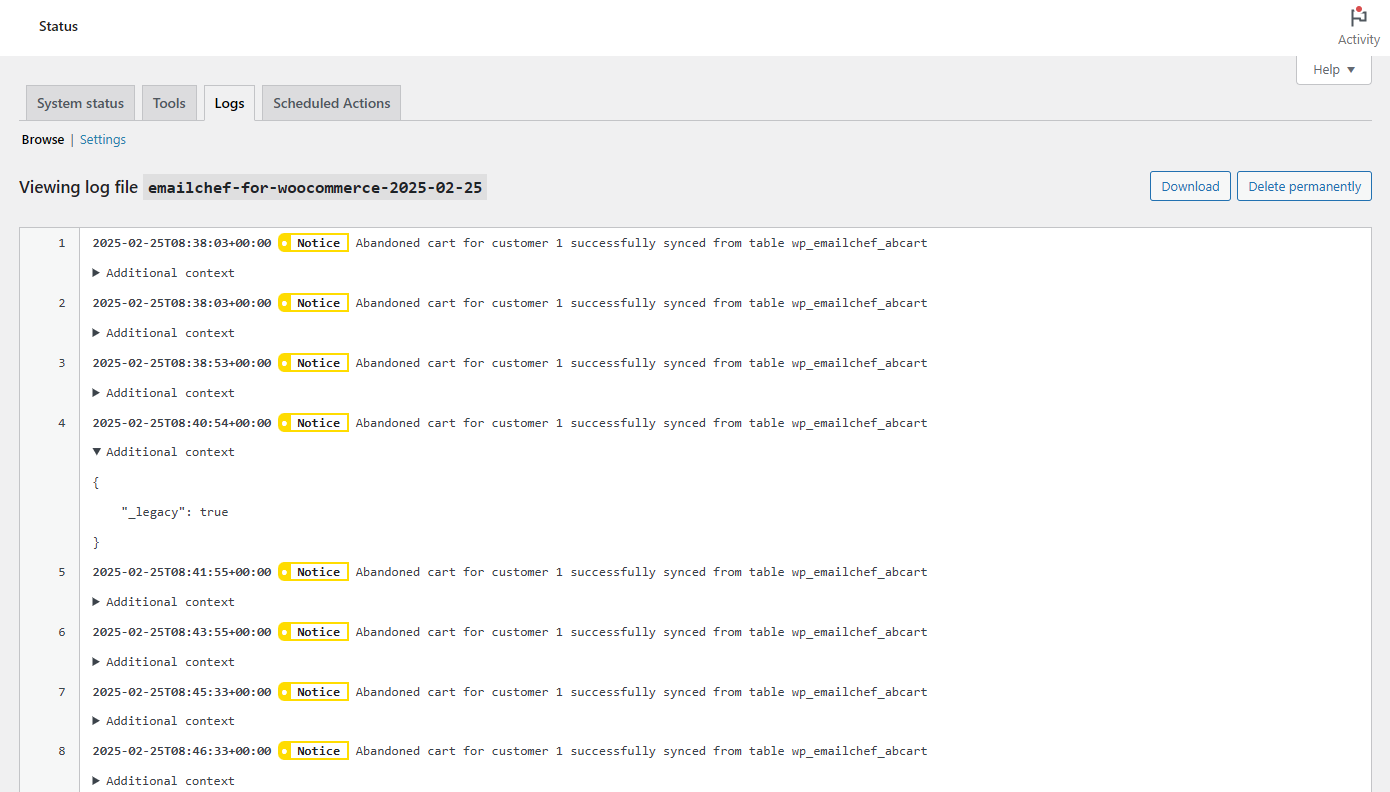 Status
Activity
Help
System status Tools Logs Scheduled Actions
Browse | Settings
Viewing log file emailchef-for-woocommerce-2025-02-25 Download Delete permanently
1 2025-02-25T08:38:03+00:00 Notice Abandoned cart for customer 1 successfully synced from table wp_emailchef_abcart
Additional context
2 2025-02-25T08:38:03+00:00 Notice Abandoned cart for customer 1 successfully synced from table wp_emailchef_abcart
Additional context
3 2025-02-25T08:38:53+00:00 Notice Abandoned cart for customer 1 successfully synced from table wp_emailchef_abcart
Additional context
4 2025-02-25T08:40:54+00:00 Notice Abandoned cart for customer 1 successfully synced from table wp_emailchef_abcart
Additional context
{
"_legacy": true
}
5 2025-02-25T08:41:55+00:00 Notice Abandoned cart for customer 1 successfully synced from table wp_emailchef_abcart
Additional context
6 2025-02-25T08:43:55+00:00 Notice Abandoned cart for customer 1 successfully synced from table wp_emailchef_abcart
Additional context
7 2025-02-25T08:45:33+00:00 Notice Abandoned cart for customer 1 successfully synced from table wp_emailchef_abcart
Additional context
8 2025-02-25T08:46:33+00:00 Notice Abandoned cart for customer 1 successfully synced from table wp_emailchef_abcart
Additional context